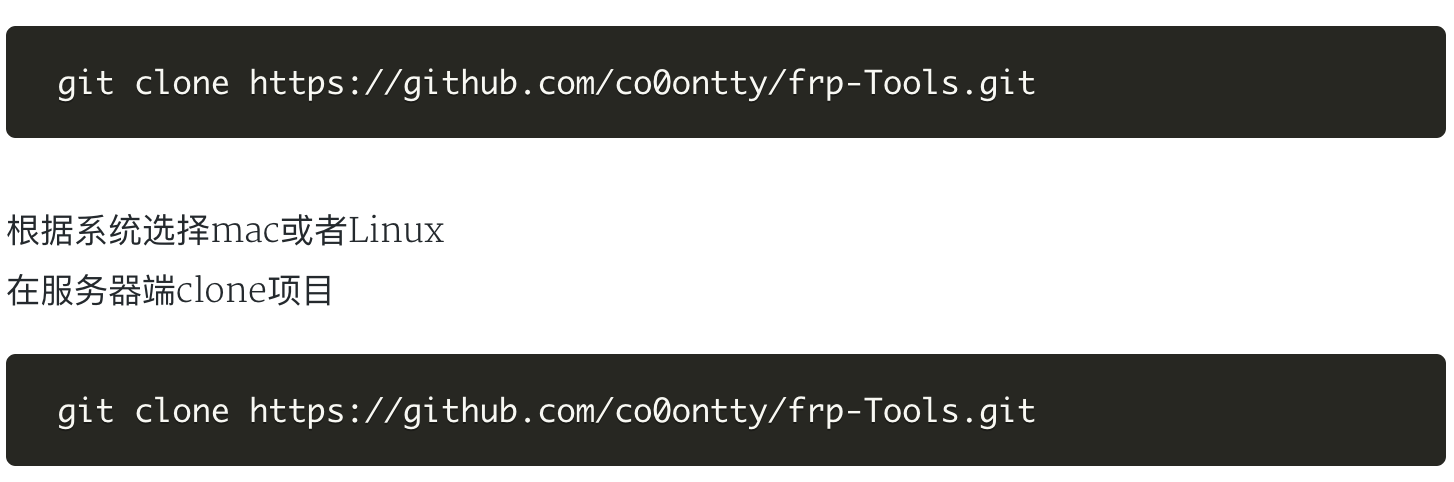 git clone https://github.com/co0ontty/frp-Tools.git
根据系统选择mac或者Linux
在服务器端clone项目
git clone https://github.com/co0ontty/frp-Tools.git